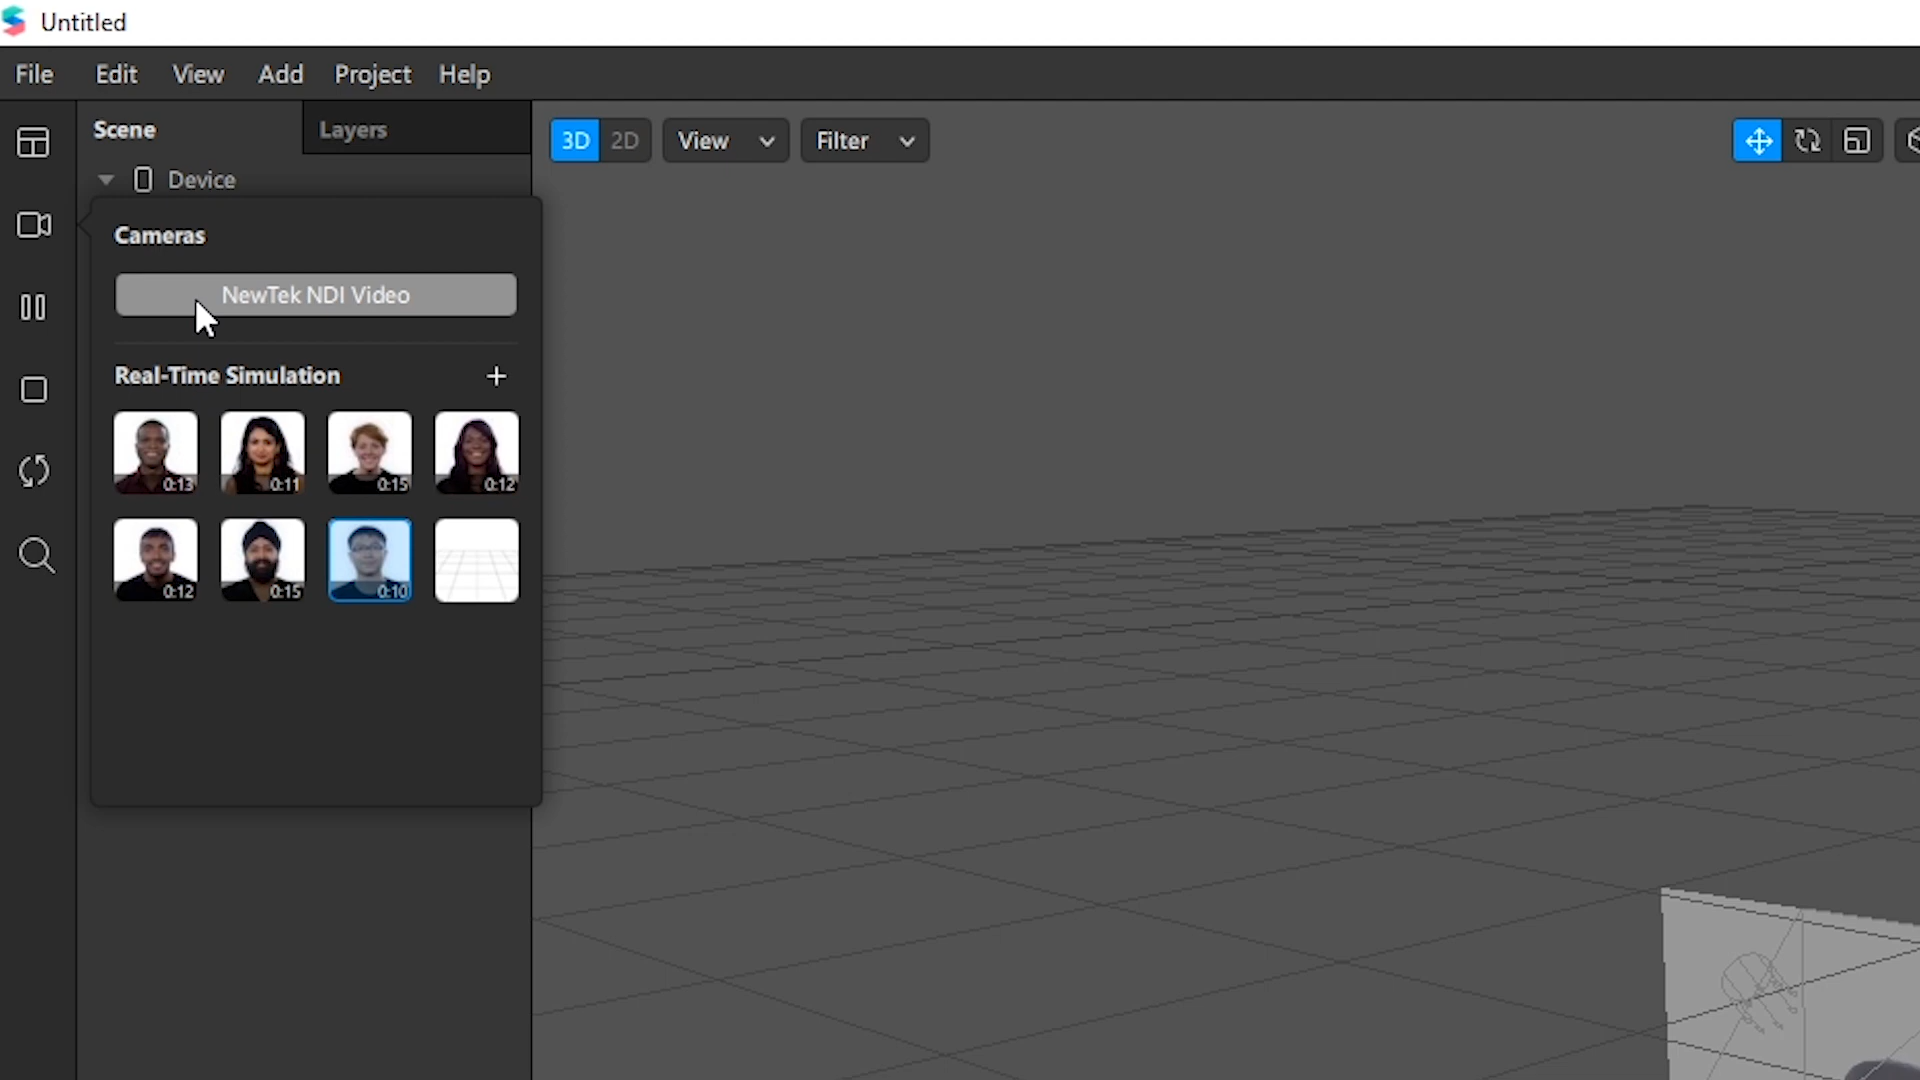 Untitled
File Edit View Add Project Help
Scene Layers
3D 2D View Filter
Device
Cameras
NewTek NDI Video
Real-Time Simulation
0:13 0:11 0:15 0:12
0:12 0:15 0:10